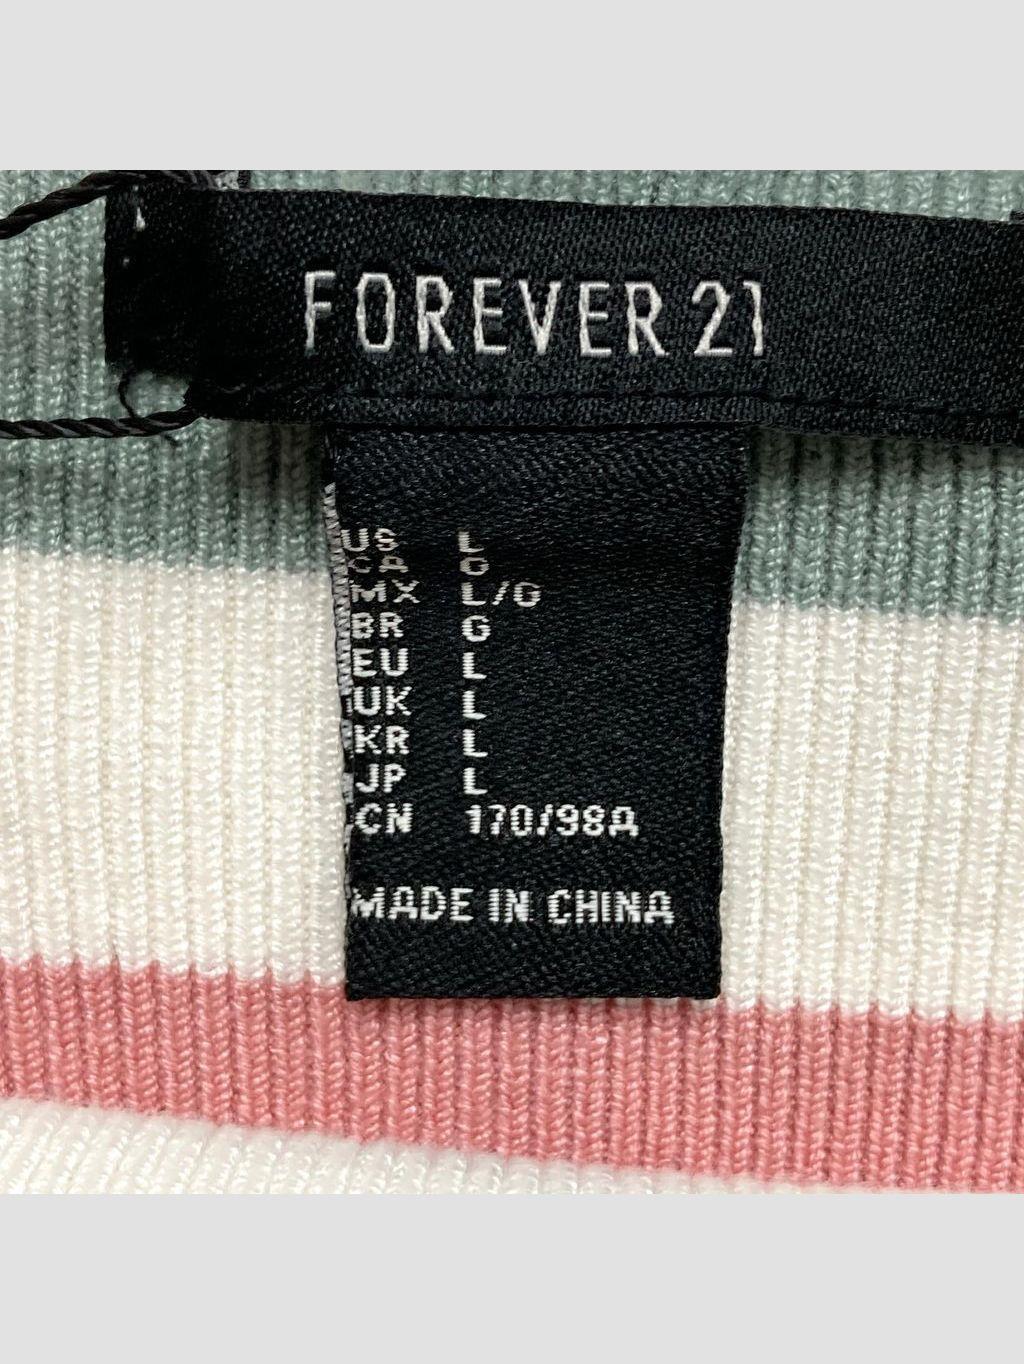 FOREVER 21
US L
CA G
MX L/G
BR G
EU L
UK L
KR L
JP L
CN 170/98A
MADE IN CHINA